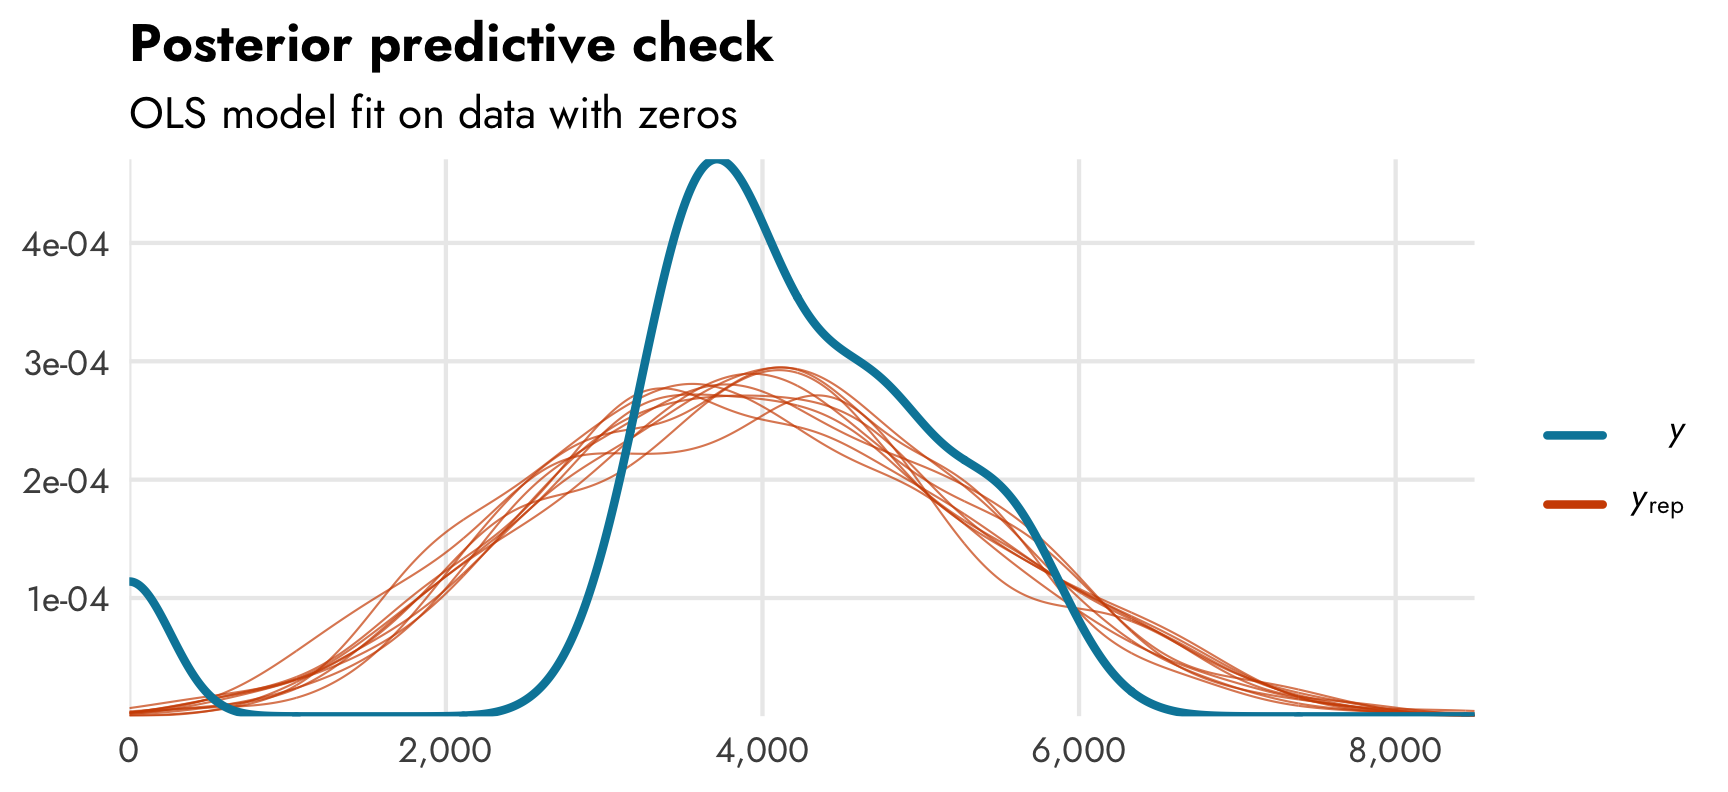 Posterior predictive check
OLS model fit on data with zeros
4e-04
3e-04
2e-04
1e-04
0 2,000 4,000 6,000 8,000
y
yrep